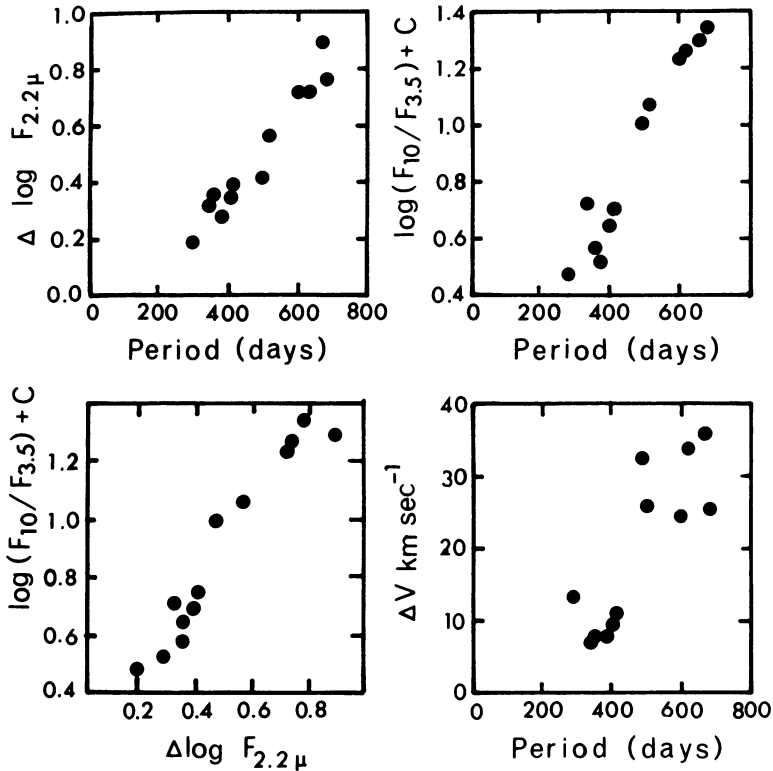 Δ log F2.2μ
1.0
0.8
0.6
0.4
0.2
0.0
0 200 400 600 800
Period (days)
log(F10/F3.5) + C
1.4
1.0
0.8
0.6
0.4
0 200 400 600
Period (days)
log(F10/F3.5) + C
1.2
1.0
0.8
0.6
0.4
0.2 0.4 0.6 0.8
Δlog F2.2μ
ΔV km sec-1
40
30
20
10
0
0 200 400 600 800
Period (days)